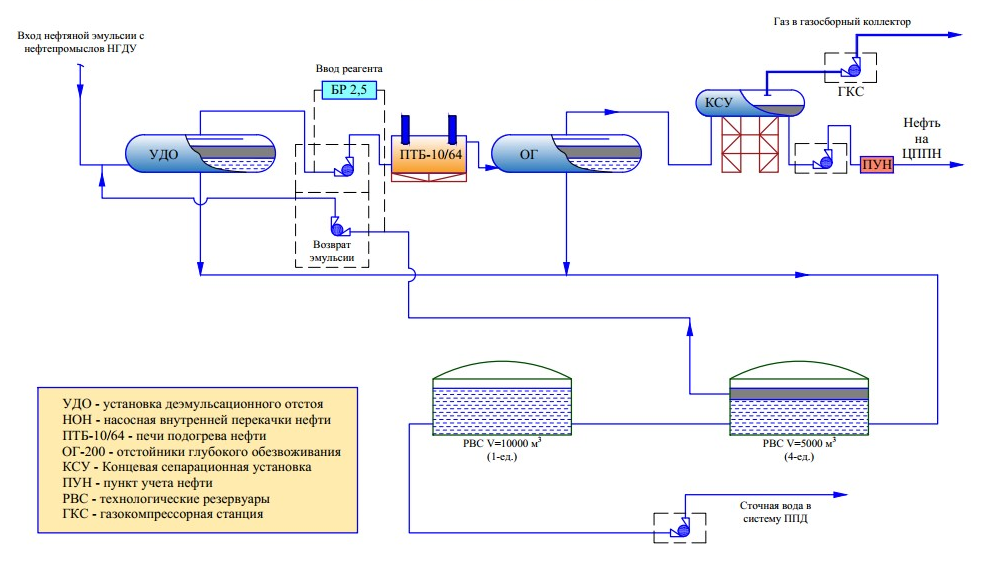 Газ в газосборный коллектор
Вход нефтяной эмульсии с
нефтепромыслов НГДУ
Ввод реагента
БР 2,5
ГКС
КСУ
Нефть
на
ЦППН
УДО
ПТБ-10/64
ОГ
ПУН
Возврат
эмульсии
УДО - установка деэмульсационного отстоя
НОН - насосная внутренней перекачки нефти
ПТБ-10/64 - печи подогрева нефти
ОГ-200 - отстойники глубокого обезвоживания
КСУ - Концевая сепарационная установка
ПУН - пункт учета нефти
РВС - технологические резервуары
ГКС - газокомпрессорная станция
РВС V=10000 м³
(1-ед.)
РВС V=5000 м³
(4-ед.)
Сточная вода в
систему ППД